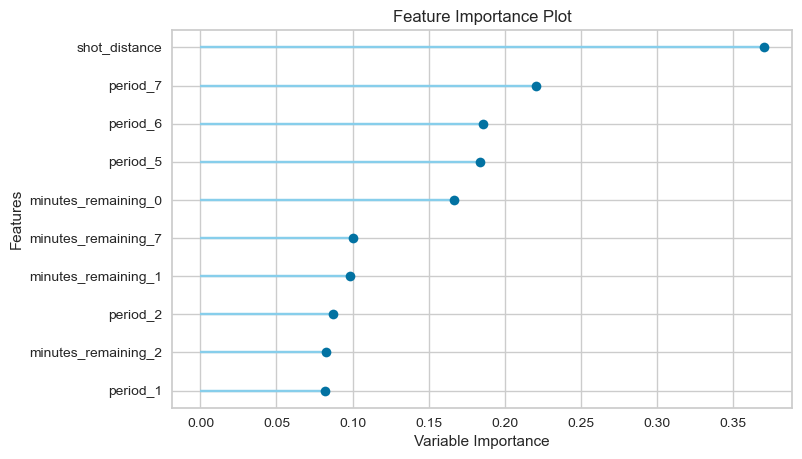 Feature Importance Plot
Features
shot_distance
period_7
period_6
period_5
minutes_remaining_0
minutes_remaining_7
minutes_remaining_1
period_2
minutes_remaining_2
period_1
0.00 0.05 0.10 0.15 0.20 0.25 0.30 0.35
Variable Importance